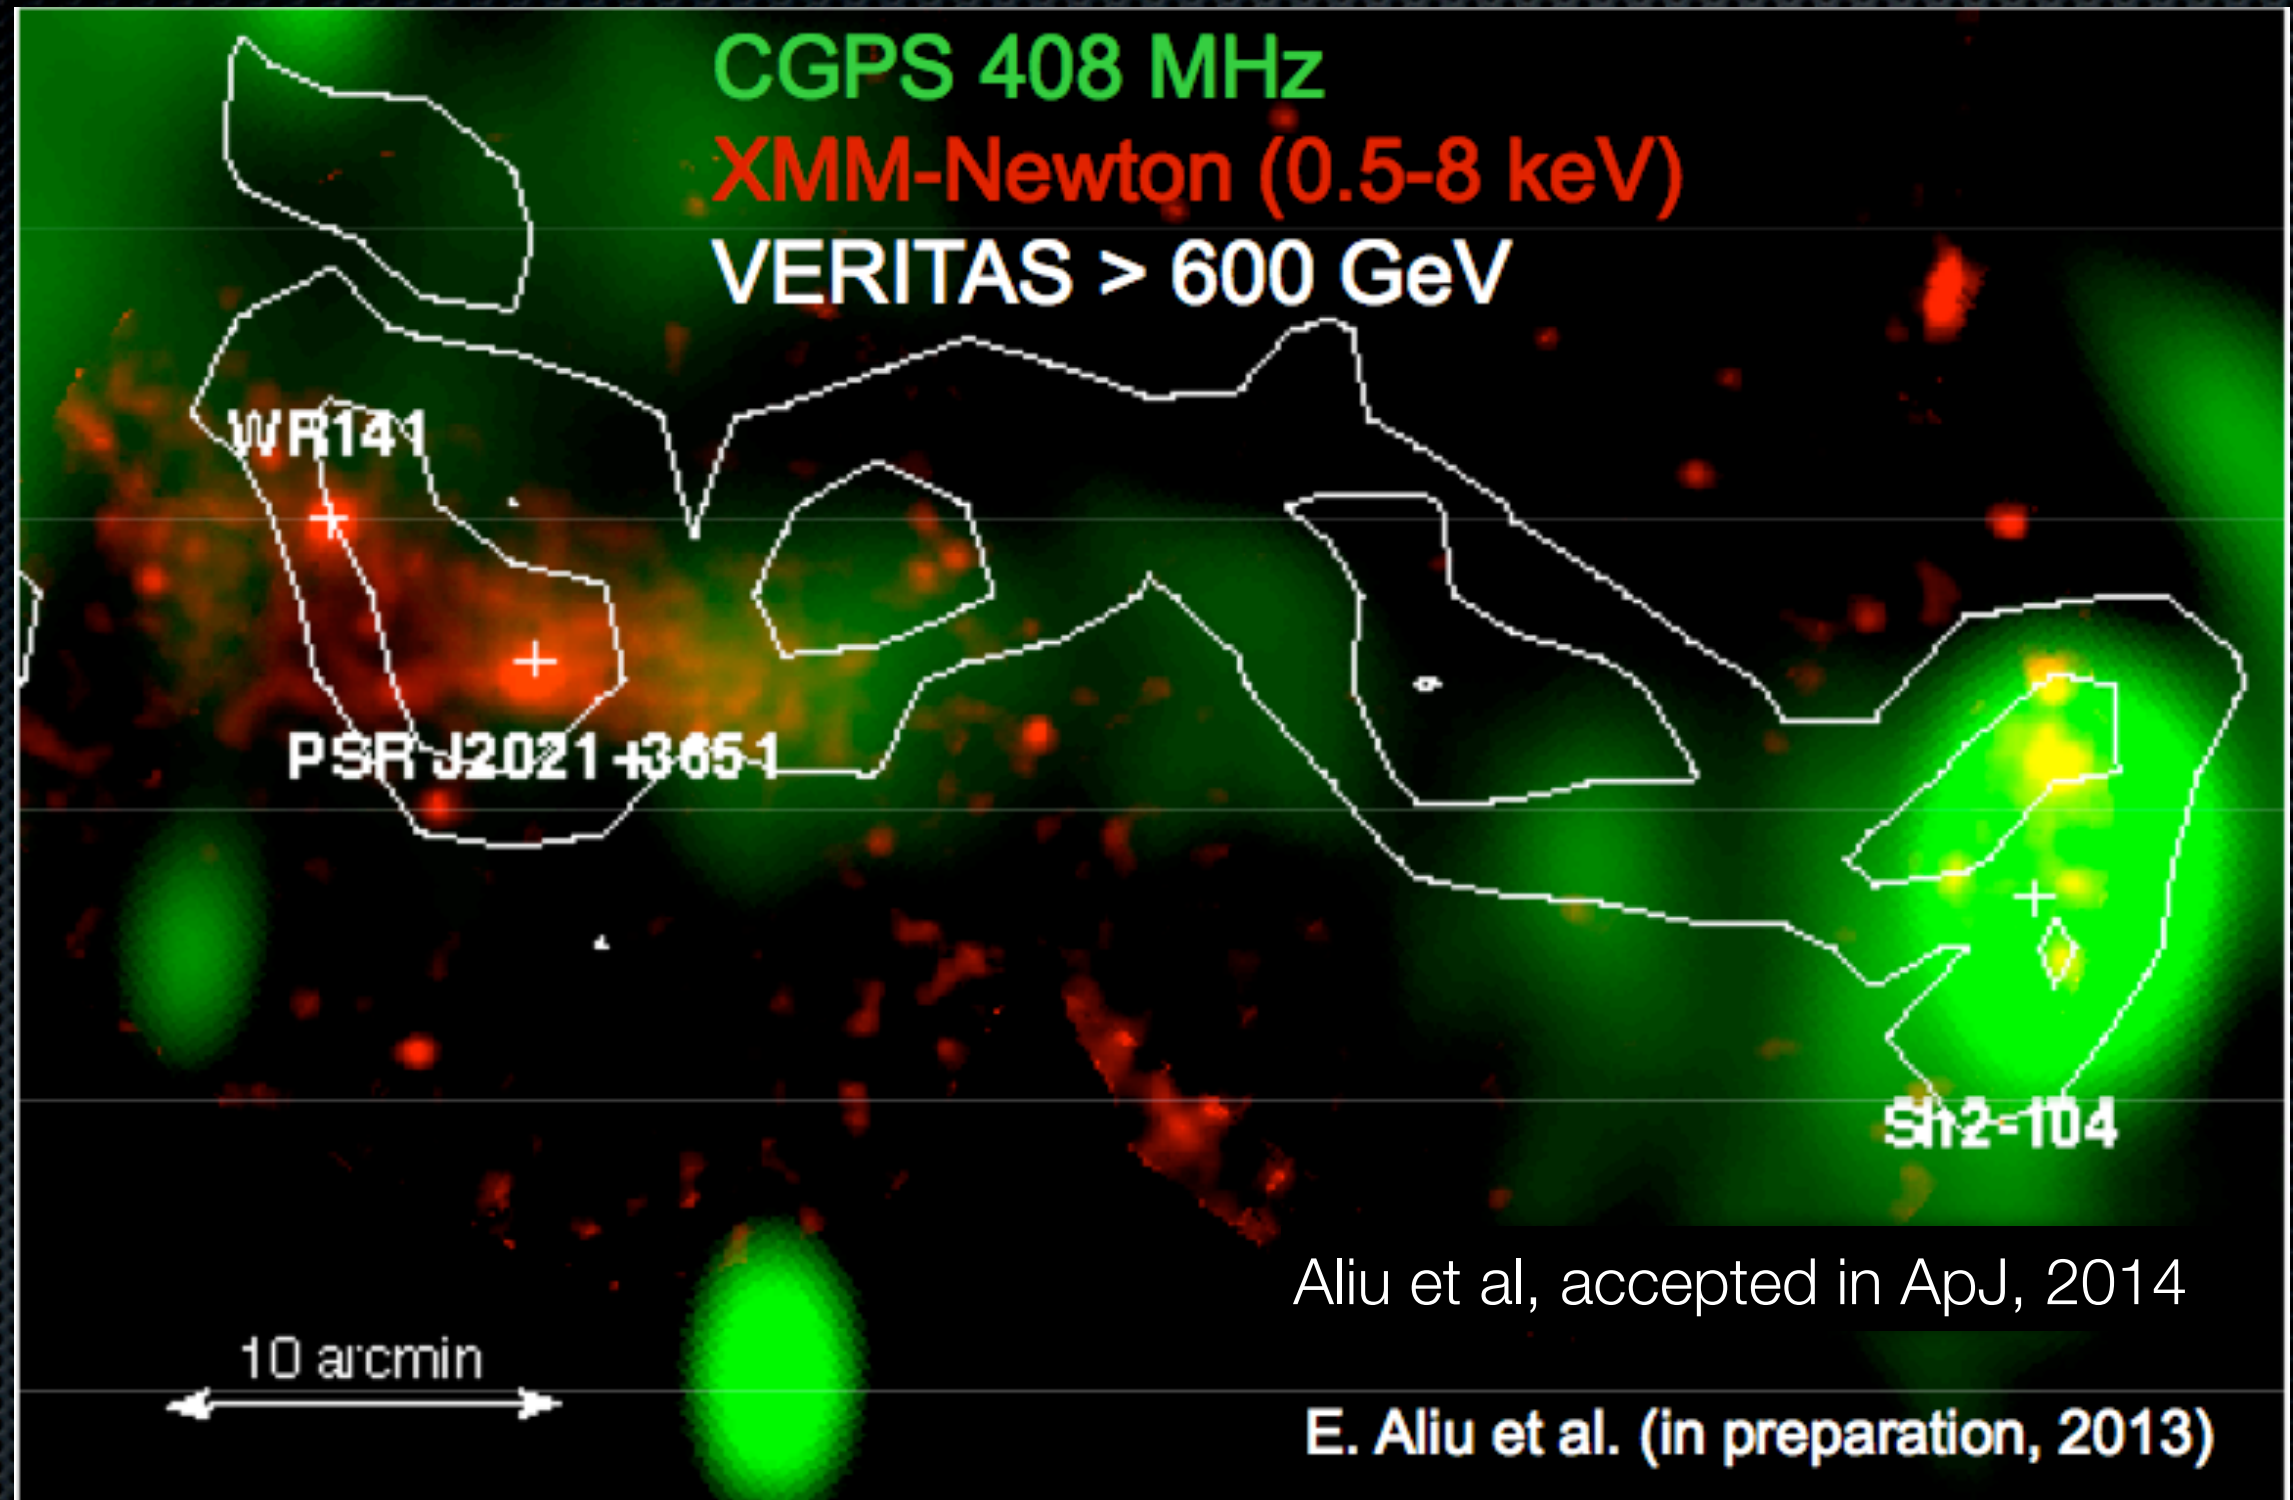 CGPS 408 MHz
XMM-Newton (0.5-8 keV)
VERITAS > 600 GeV
WR141
PSR J2021+3651
Sh2-104
Aliu et al, accepted in ApJ, 2014
10 arcmin
E. Aliu et al. (in preparation, 2013)